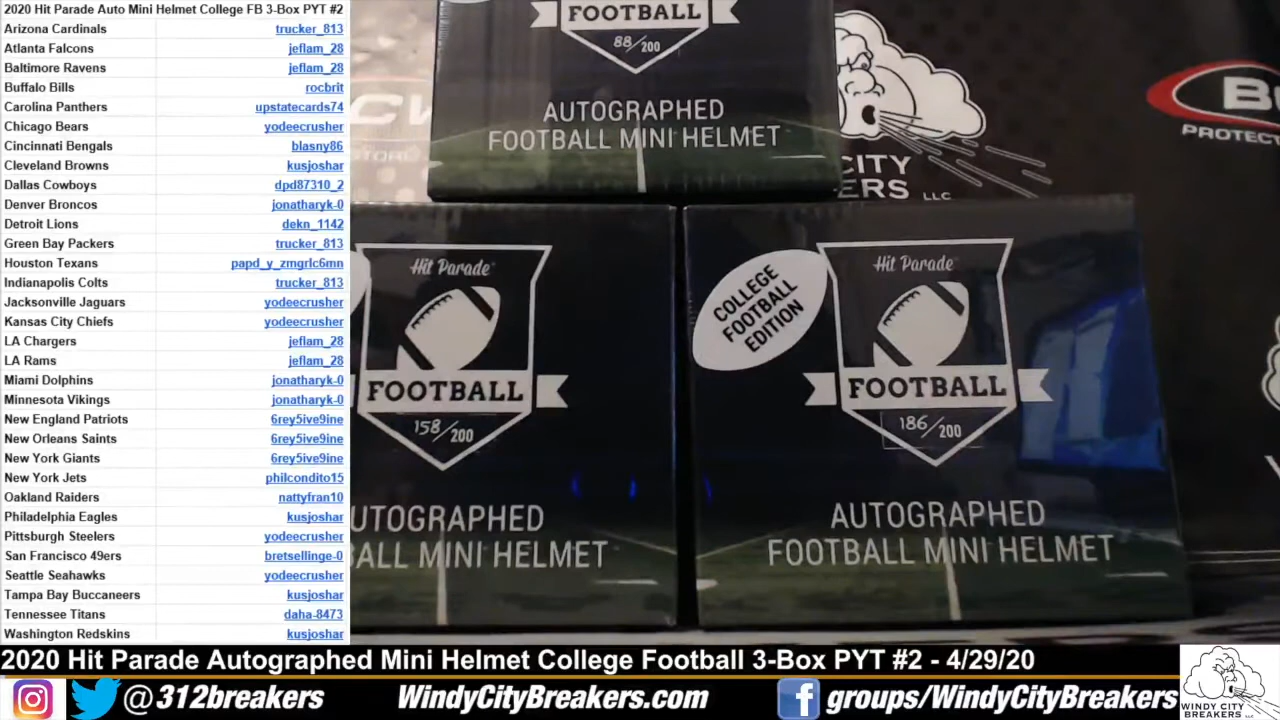 2020 Hit Parade Auto Mini Helmet College FB 3-Box PYT #2
Arizona Cardinals trucker_813
Atlanta Falcons jeflam_28
Baltimore Ravens jeflam_28
Buffalo Bills rocbrit
Carolina Panthers upstatecards74
Chicago Bears yodeecrusher
Cincinnati Bengals blasny86
Cleveland Browns kusjoshar
Dallas Cowboys dpd87310_2
Denver Broncos jonatharyk-0
Detroit Lions dekn_1142
Green Bay Packers trucker_813
Houston Texans papd_y_zmgrlc6mn
Indianapolis Colts trucker_813
Jacksonville Jaguars yodeecrusher
Kansas City Chiefs yodeecrusher
LA Chargers jeflam_28
LA Rams jeflam_28
Miami Dolphins jonatharyk-0
Minnesota Vikings jonatharyk-0
New England Patriots 6rey5ive9ine
New Orleans Saints 6rey5ive9ine
New York Giants 6rey5ive9ine
New York Jets philcondito15
Oakland Raiders nattyfran10
Philadelphia Eagles kusjoshar
Pittsburgh Steelers yodeecrusher
San Francisco 49ers bretsellinge-0
Seattle Seahawks yodeecrusher
Tampa Bay Buccaneers kusjoshar
Tennessee Titans daha-8473
Washington Redskins kusjoshar
FOOTBALL
88/200
AUTOGRAPHED
FOOTBALL MINI HELMET
CITY
LLC
Hit Parade
FOOTBALL
158/200
UTOGRAPHED
BALL MINI HELMET
COLLEGE
FOOTBALL
EDITION
Hit Parade
FOOTBALL
186/200
AUTOGRAPHED
FOOTBALL MINI HELMET
2020 Hit Parade Autographed Mini Helmet College Football 3-Box PYT #2 - 4/29/20
@312breakers WindyCityBreakers.com groups/WindyCityBreakers
WINDY CITY
BREAKERS LLC